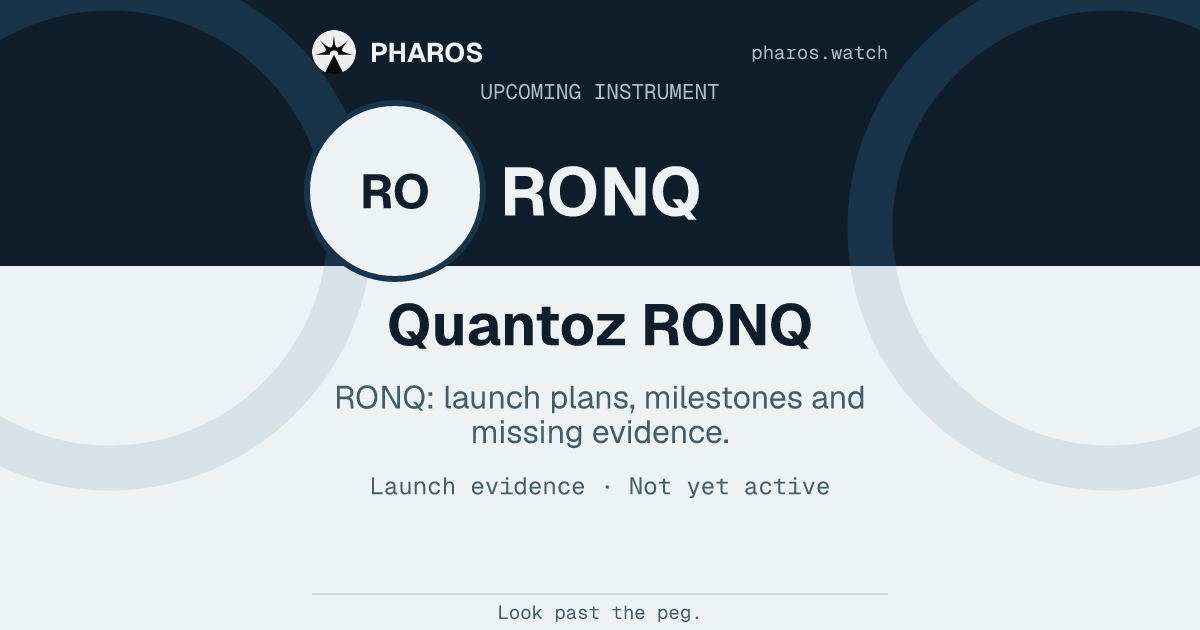 PHAROS
pharos.watch
UPCOMING INSTRUMENT
RO
RONQ
Quantoz RONQ
RONQ: launch plans, milestones and
missing evidence.
Launch evidence · Not yet active
Look past the peg.